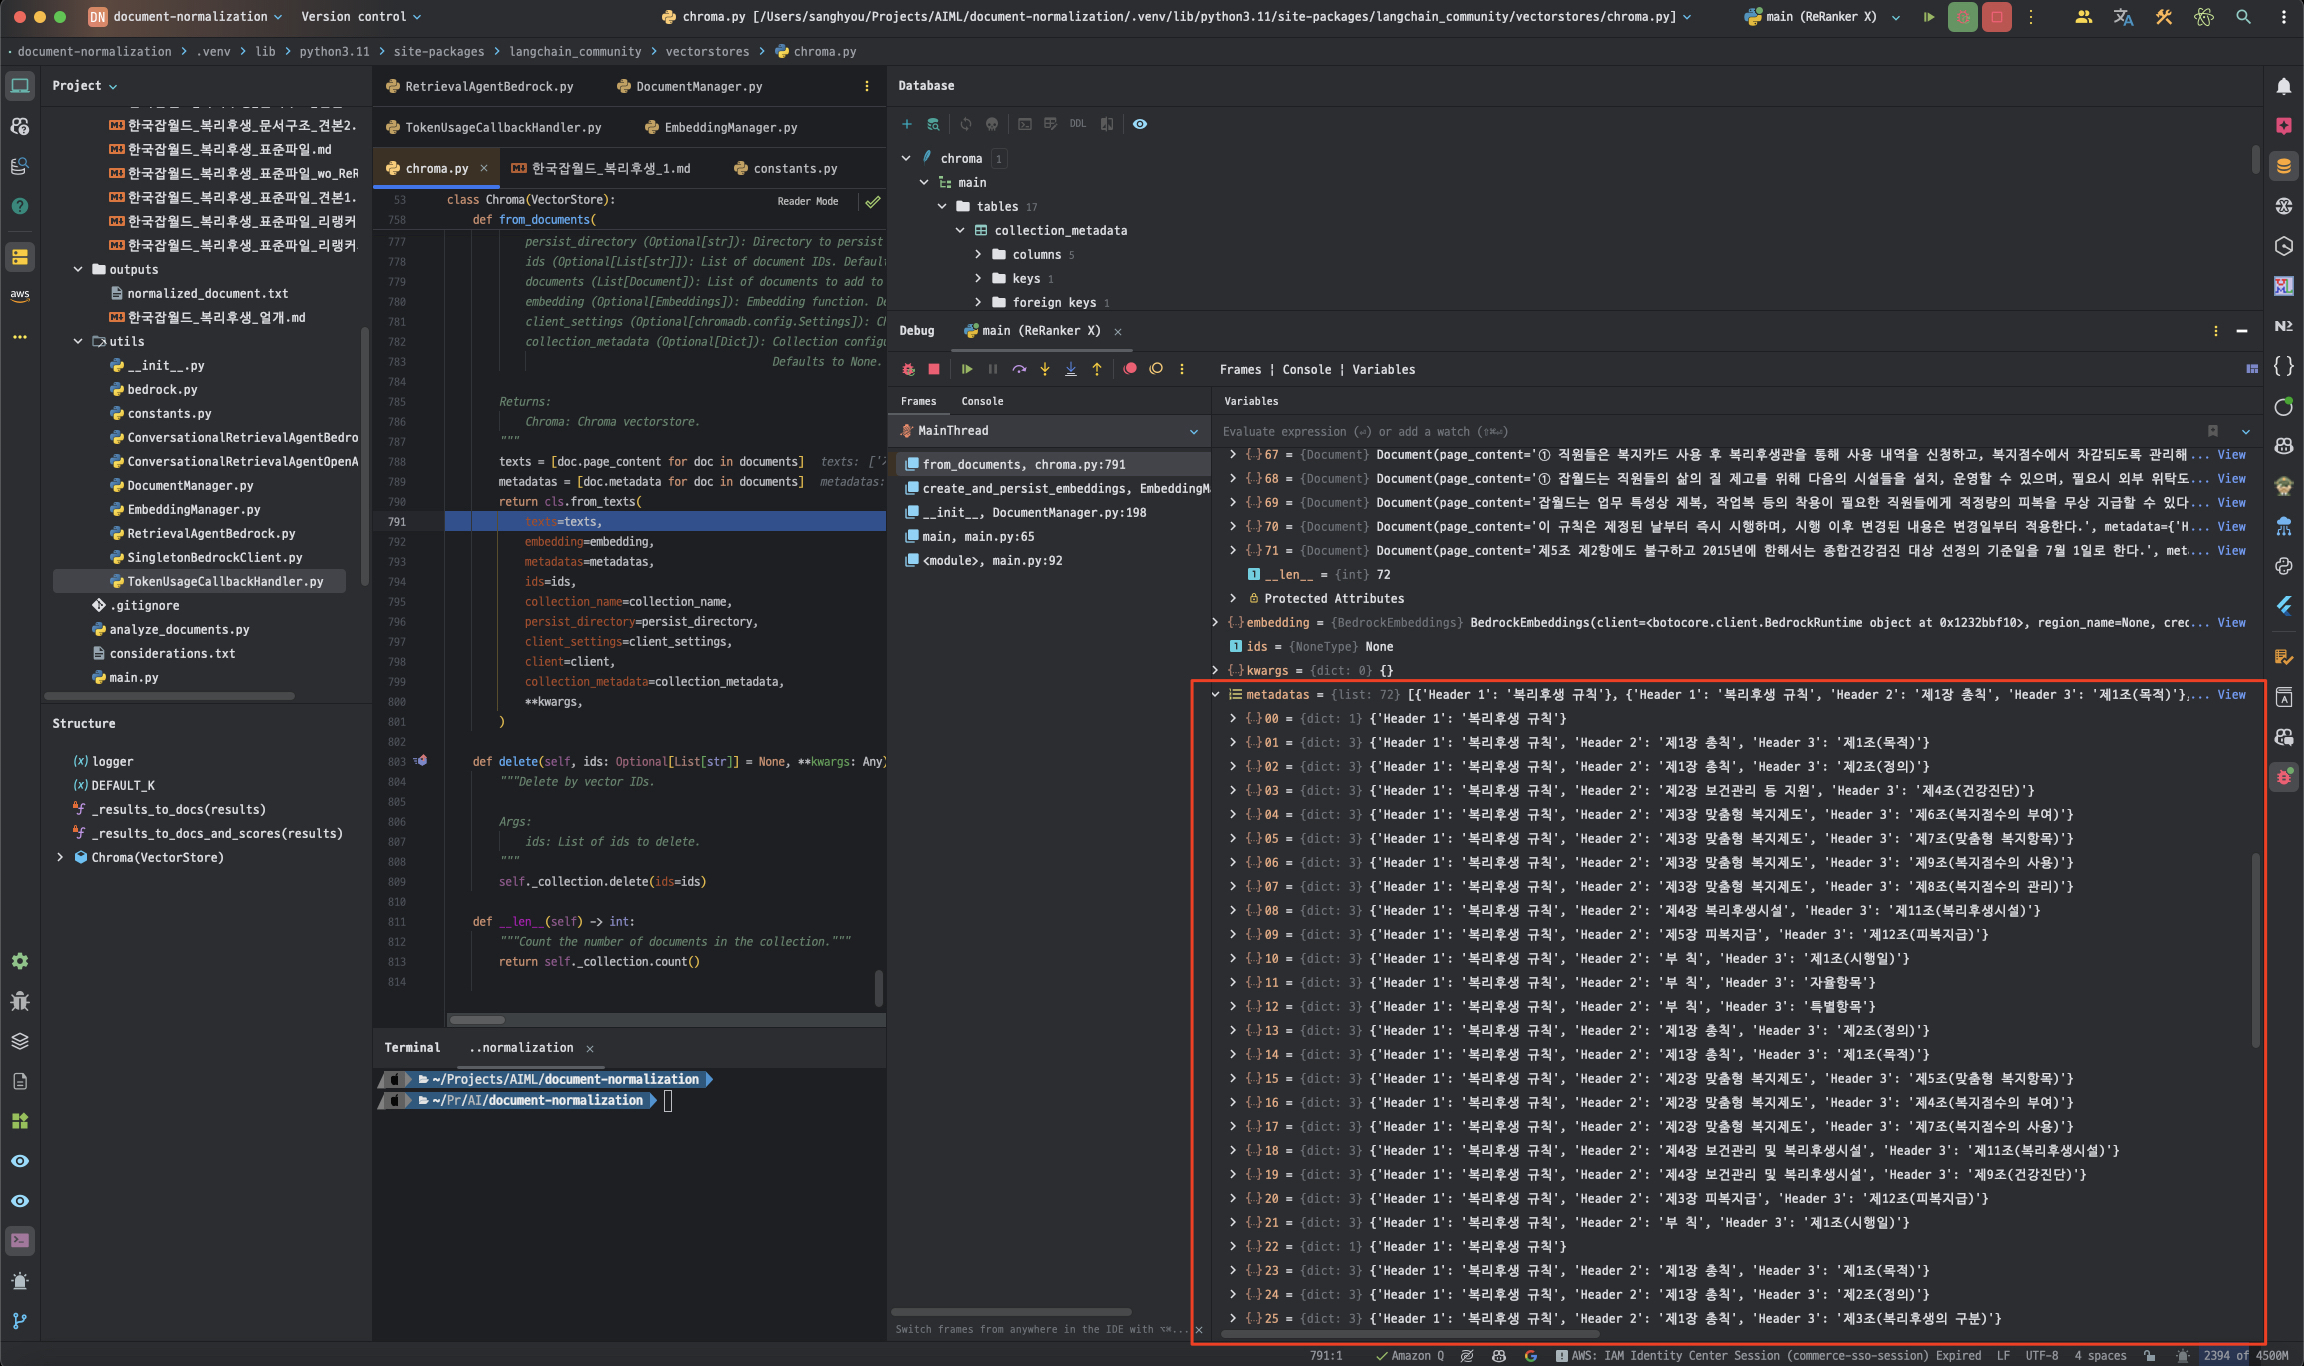 DN document-normalization
Version control
chroma.py [/Users/sanghyou/Projects/AIML/document-normalization/.venv/lib/python3.11/site-packages/langchain_community/vectorstores/chroma.py]
main (ReRanker X)
document-normalization > .venv > lib > python3.11 > site-packages > langchain_community > vectorstores > chroma.py
Project
한국잡월드_복리후생_문서구조_견본2.
한국잡월드_복리후생_표준파일.md
한국잡월드_복리후생_표준파일_wo_ReR
한국잡월드_복리후생_표준파일_견본1.
한국잡월드_복리후생_표준파일_리랭커
한국잡월드_복리후생_표준파일_리랭커
outputs
normalized_document.txt
한국잡월드_복리후생_얼개.md
utils
__init__.py
bedrock.py
constants.py
ConversationalRetrievalAgentBedro
ConversationalRetrievalAgentOpenA
DocumentManager.py
EmbeddingManager.py
RetrievalAgentBedrock.py
SingletonBedrockClient.py
TokenUsageCallbackHandler.py
.gitignore
analyze_documents.py
considerations.txt
main.py
aws
Structure
(x) logger
(x) DEFAULT_K
f _results_to_docs(results)
f _results_to_docs_and_scores(results)
Chroma(VectorStore)
RetrievalAgentBedrock.py
DocumentManager.py
TokenUsageCallbackHandler.py
EmbeddingManager.py
chroma.py
한국잡월드_복리후생_1.md
constants.py
Reader Mode
53 class Chroma(VectorStore):
758 def from_documents(
777 persist_directory (Optional[str]): Directory to persist
778 ids (Optional[List[str]]): List of document IDs. Defaul
779 documents (List[Document]): List of documents to add to
780 embedding (Optional[Embeddings]): Embedding function. De
781 client_settings (Optional[chromadb.config.Settings]): Ch
782 collection_metadata (Optional[Dict]): Collection configu
783 Defaults to None.
784
785 Returns:
786 Chroma: Chroma vectorstore.
787 """
788 texts = [doc.page_content for doc in documents] texts: ['
789 metadatas = [doc.metadata for doc in documents] metadatas:
790 return cls.from_texts(
791 texts=texts,
792 embedding=embedding,
793 metadatas=metadatas,
794 ids=ids,
795 collection_name=collection_name,
796 persist_directory=persist_directory,
797 client_settings=client_settings,
798 client=client,
799 collection_metadata=collection_metadata,
800 **kwargs,
801 )
802
803 def delete(self, ids: Optional[List[str]] = None, **kwargs: Any)
804 """Delete by vector IDs.
805
806 Args:
807 ids: List of ids to delete.
808 """
809 self._collection.delete(ids=ids)
810
811 def __len__(self) -> int:
812 """Count the number of documents in the collection."""
813 return self._collection.count()
814
Terminal
..normalization
~/Projects/AIML/document-normalization
~/Pr/AI/document-normalization
Database
DDL
chroma 1
main
tables 17
collection_metadata
columns 5
keys 1
foreign keys 1
Debug
main (ReRanker X)
Frames | Console | Variables
Frames
Console
MainThread
from_documents, chroma.py:791
create_and_persist_embeddings, EmbeddingM
__init__, DocumentManager.py:198
main, main.py:65
<module>, main.py:92
Switch frames from anywhere in the IDE with
Variables
Evaluate expression (⏎) or add a watch (⇧⌘⏎)
67 = {Document} Document(page_content='① 직원들은 복지카드 사용 후 복리후생관을 통해 사용 내역을 신청하고, 복지점수에서 차감되도록 관리해... View
68 = {Document} Document(page_content='① 잡월드는 직원들의 삶의 질 제고를 위해 다음의 시설들을 설치, 운영할 수 있으며, 필요시 외부 위탁도... View
69 = {Document} Document(page_content='잡월드는 업무 특성상 제복, 작업복 등의 착용이 필요한 직원들에게 적정량의 피복을 무상 지급할 수 있다... View
70 = {Document} Document(page_content='이 규칙은 제정된 날부터 즉시 시행하며, 시행 이후 변경된 내용은 변경일부터 적용한다.', metadata={'H... View
71 = {Document} Document(page_content='제5조 제2항에도 불구하고 2015년에 한해서는 종합건강검진 대상 선정의 기준일을 7월 1일로 한다.', met... View
__len__ = {int} 72
Protected Attributes
embedding = {BedrockEmbeddings} BedrockEmbeddings(client=<botocore.client.BedrockRuntime object at 0x1232bbf10>, region_name=None, cred... View
ids = {NoneType} None
kwargs = {dict: 0} {}
metadatas = {list: 72} [{'Header 1': '복리후생 규칙'}, {'Header 1': '복리후생 규칙', 'Header 2': '제1장 총칙', 'Header 3': '제1조(목적)'},... View
00 = {dict: 1} {'Header 1': '복리후생 규칙'}
01 = {dict: 3} {'Header 1': '복리후생 규칙', 'Header 2': '제1장 총칙', 'Header 3': '제1조(목적)'}
02 = {dict: 3} {'Header 1': '복리후생 규칙', 'Header 2': '제1장 총칙', 'Header 3': '제2조(정의)'}
03 = {dict: 3} {'Header 1': '복리후생 규칙', 'Header 2': '제2장 보건관리 등 지원', 'Header 3': '제4조(건강진단)'}
04 = {dict: 3} {'Header 1': '복리후생 규칙', 'Header 2': '제3장 맞춤형 복지제도', 'Header 3': '제6조(복지점수의 부여)'}
05 = {dict: 3} {'Header 1': '복리후생 규칙', 'Header 2': '제3장 맞춤형 복지제도', 'Header 3': '제7조(맞춤형 복지항목)'}
06 = {dict: 3} {'Header 1': '복리후생 규칙', 'Header 2': '제3장 맞춤형 복지제도', 'Header 3': '제9조(복지점수의 사용)'}
07 = {dict: 3} {'Header 1': '복리후생 규칙', 'Header 2': '제3장 맞춤형 복지제도', 'Header 3': '제8조(복지점수의 관리)'}
08 = {dict: 3} {'Header 1': '복리후생 규칙', 'Header 2': '제4장 복리후생시설', 'Header 3': '제11조(복리후생시설)'}
09 = {dict: 3} {'Header 1': '복리후생 규칙', 'Header 2': '제5장 피복지급', 'Header 3': '제12조(피복지급)'}
10 = {dict: 3} {'Header 1': '복리후생 규칙', 'Header 2': '부 칙', 'Header 3': '제1조(시행일)'}
11 = {dict: 3} {'Header 1': '복리후생 규칙', 'Header 2': '부 칙', 'Header 3': '자율항목'}
12 = {dict: 3} {'Header 1': '복리후생 규칙', 'Header 2': '부 칙', 'Header 3': '특별항목'}
13 = {dict: 3} {'Header 1': '복리후생 규칙', 'Header 2': '제1장 총칙', 'Header 3': '제2조(정의)'}
14 = {dict: 3} {'Header 1': '복리후생 규칙', 'Header 2': '제1장 총칙', 'Header 3': '제1조(목적)'}
15 = {dict: 3} {'Header 1': '복리후생 규칙', 'Header 2': '제2장 맞춤형 복지제도', 'Header 3': '제5조(맞춤형 복지항목)'}
16 = {dict: 3} {'Header 1': '복리후생 규칙', 'Header 2': '제2장 맞춤형 복지제도', 'Header 3': '제4조(복지점수의 부여)'}
17 = {dict: 3} {'Header 1': '복리후생 규칙', 'Header 2': '제2장 맞춤형 복지제도', 'Header 3': '제7조(복지점수의 사용)'}
18 = {dict: 3} {'Header 1': '복리후생 규칙', 'Header 2': '제4장 보건관리 및 복리후생시설', 'Header 3': '제11조(복리후생시설)'}
19 = {dict: 3} {'Header 1': '복리후생 규칙', 'Header 2': '제4장 보건관리 및 복리후생시설', 'Header 3': '제9조(건강진단)'}
20 = {dict: 3} {'Header 1': '복리후생 규칙', 'Header 2': '제3장 피복지급', 'Header 3': '제12조(피복지급)'}
21 = {dict: 3} {'Header 1': '복리후생 규칙', 'Header 2': '부 칙', 'Header 3': '제1조(시행일)'}
22 = {dict: 1} {'Header 1': '복리후생 규칙'}
23 = {dict: 3} {'Header 1': '복리후생 규칙', 'Header 2': '제1장 총칙', 'Header 3': '제1조(목적)'}
24 = {dict: 3} {'Header 1': '복리후생 규칙', 'Header 2': '제1장 총칙', 'Header 3': '제2조(정의)'}
25 = {dict: 3} {'Header 1': '복리후생 규칙', 'Header 2': '제1장 총칙', 'Header 3': '제3조(복리후생의 구분)'}
791:1
Amazon Q
AWS: IAM Identity Center Session (commerce-sso-session) Expired
LF
UTF-8
4 spaces
2394 of 4500M